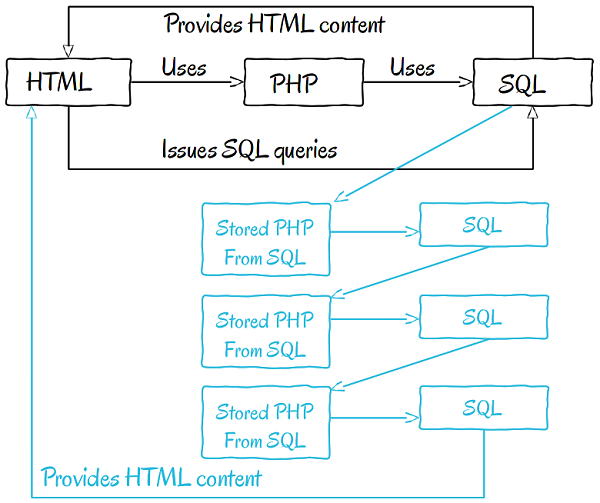 Provides HTML content
HTML
Uses
PHP
Uses
SQL
Issues SQL queries
Stored PHP
From SQL
SQL
Stored PHP
From SQL
SQL
Stored PHP
From SQL
SQL
Provides HTML content